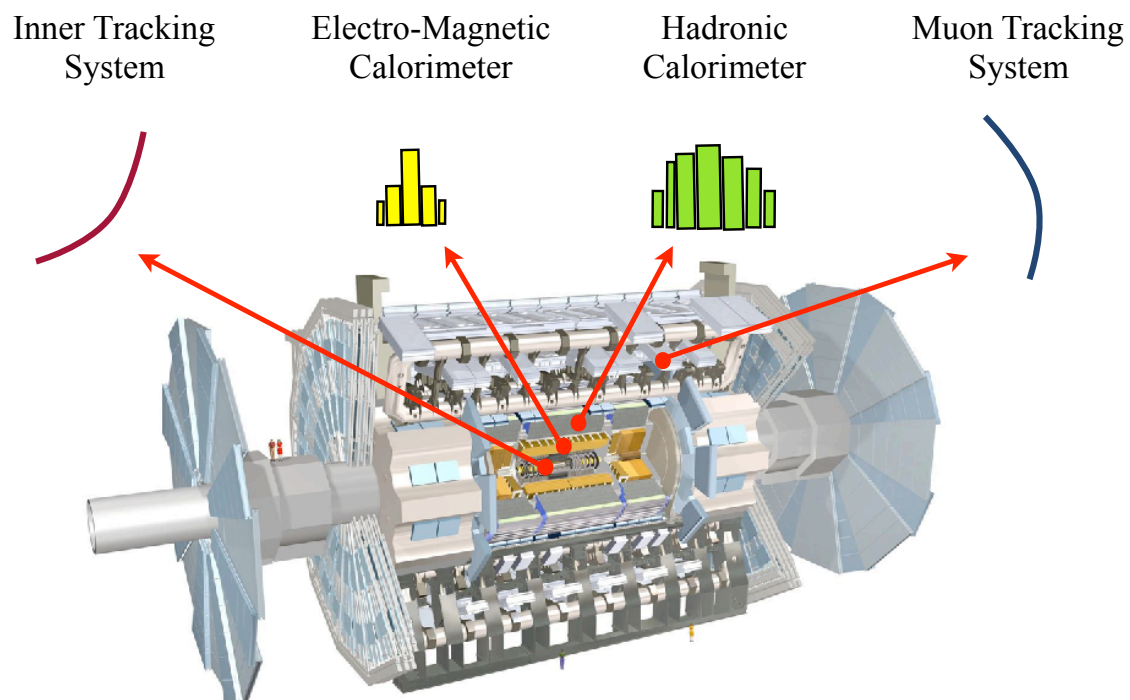 Inner Tracking
System
Electro-Magnetic
Calorimeter
Hadronic
Calorimeter
Muon Tracking
System